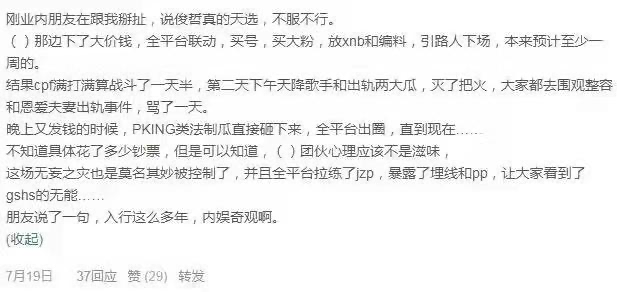 刚业内朋友在跟我掰扯，说俊哲真的天选，不服不行。
（ ）那边下了大价钱，全平台联动，买号，买大粉，放xnb和编料，引路人下场，本来预计至少一
周的。
结果cpf满打满算战斗了一天半，第二天下午天降歌手和出轨两大瓜，灭了把火，大家都去围观整容
和恩爱夫妻出轨事件，骂了一天。
晚上又发钱的时候，PKING类法制瓜直接砸下来，全平台出圈，直到现在……
不知道具体花了多少钞票，但是可以知道，（ ）团伙心理应该不是滋味，
这场无妄之灾也是莫名其妙被控制了，并且全平台拉练了jzp，暴露了埋线和pp，让大家看到了
gshs的无能……
朋友说了一句，入行这么多年，内娱奇观啊。
(收起)
7月19日 37回应 赞 (29) 转发